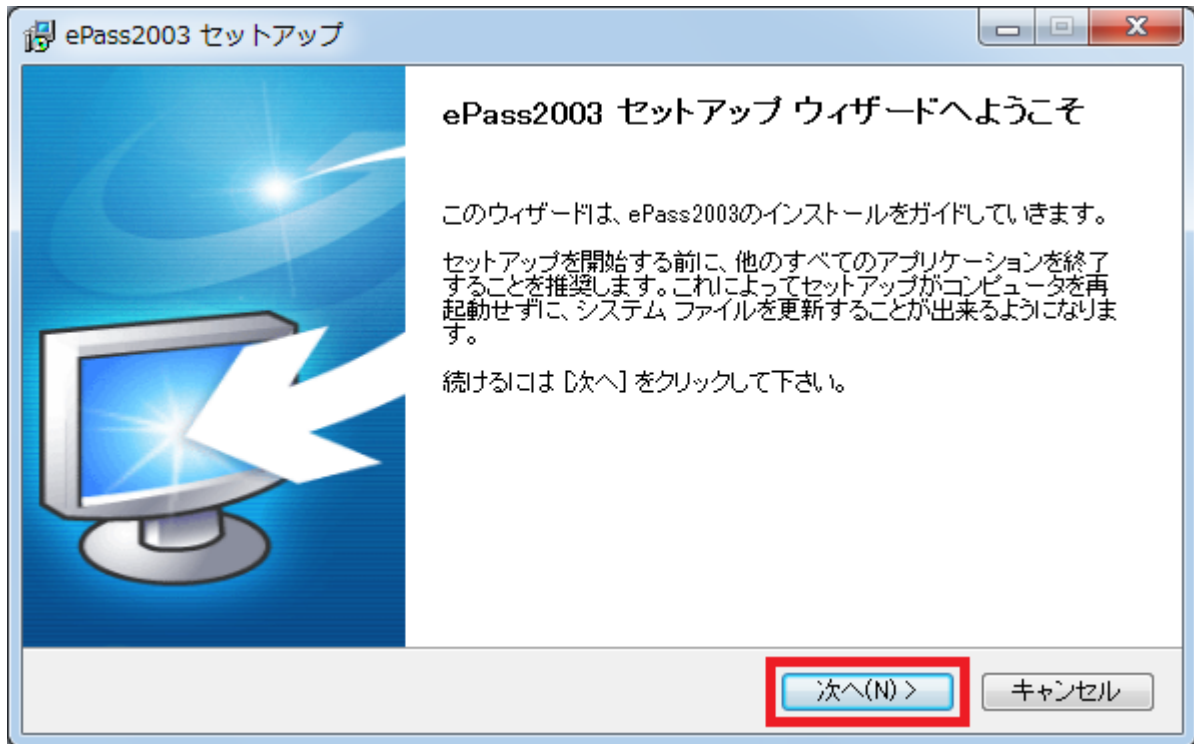 ePass2003 セットアップ
ePass2003 セットアップ ウィザードへようこそ
このウィザードは、ePass2003のインストールをガイドしていきます。
セットアップを開始する前に、他のすべてのアプリケーションを終了
することを推奨します。これによってセットアップがコンピュータを再
起動せずに、システム ファイルを更新することが出来るようになりま
す。
続けるには [次へ] をクリックして下さい。
次へ(N) >
キャンセル